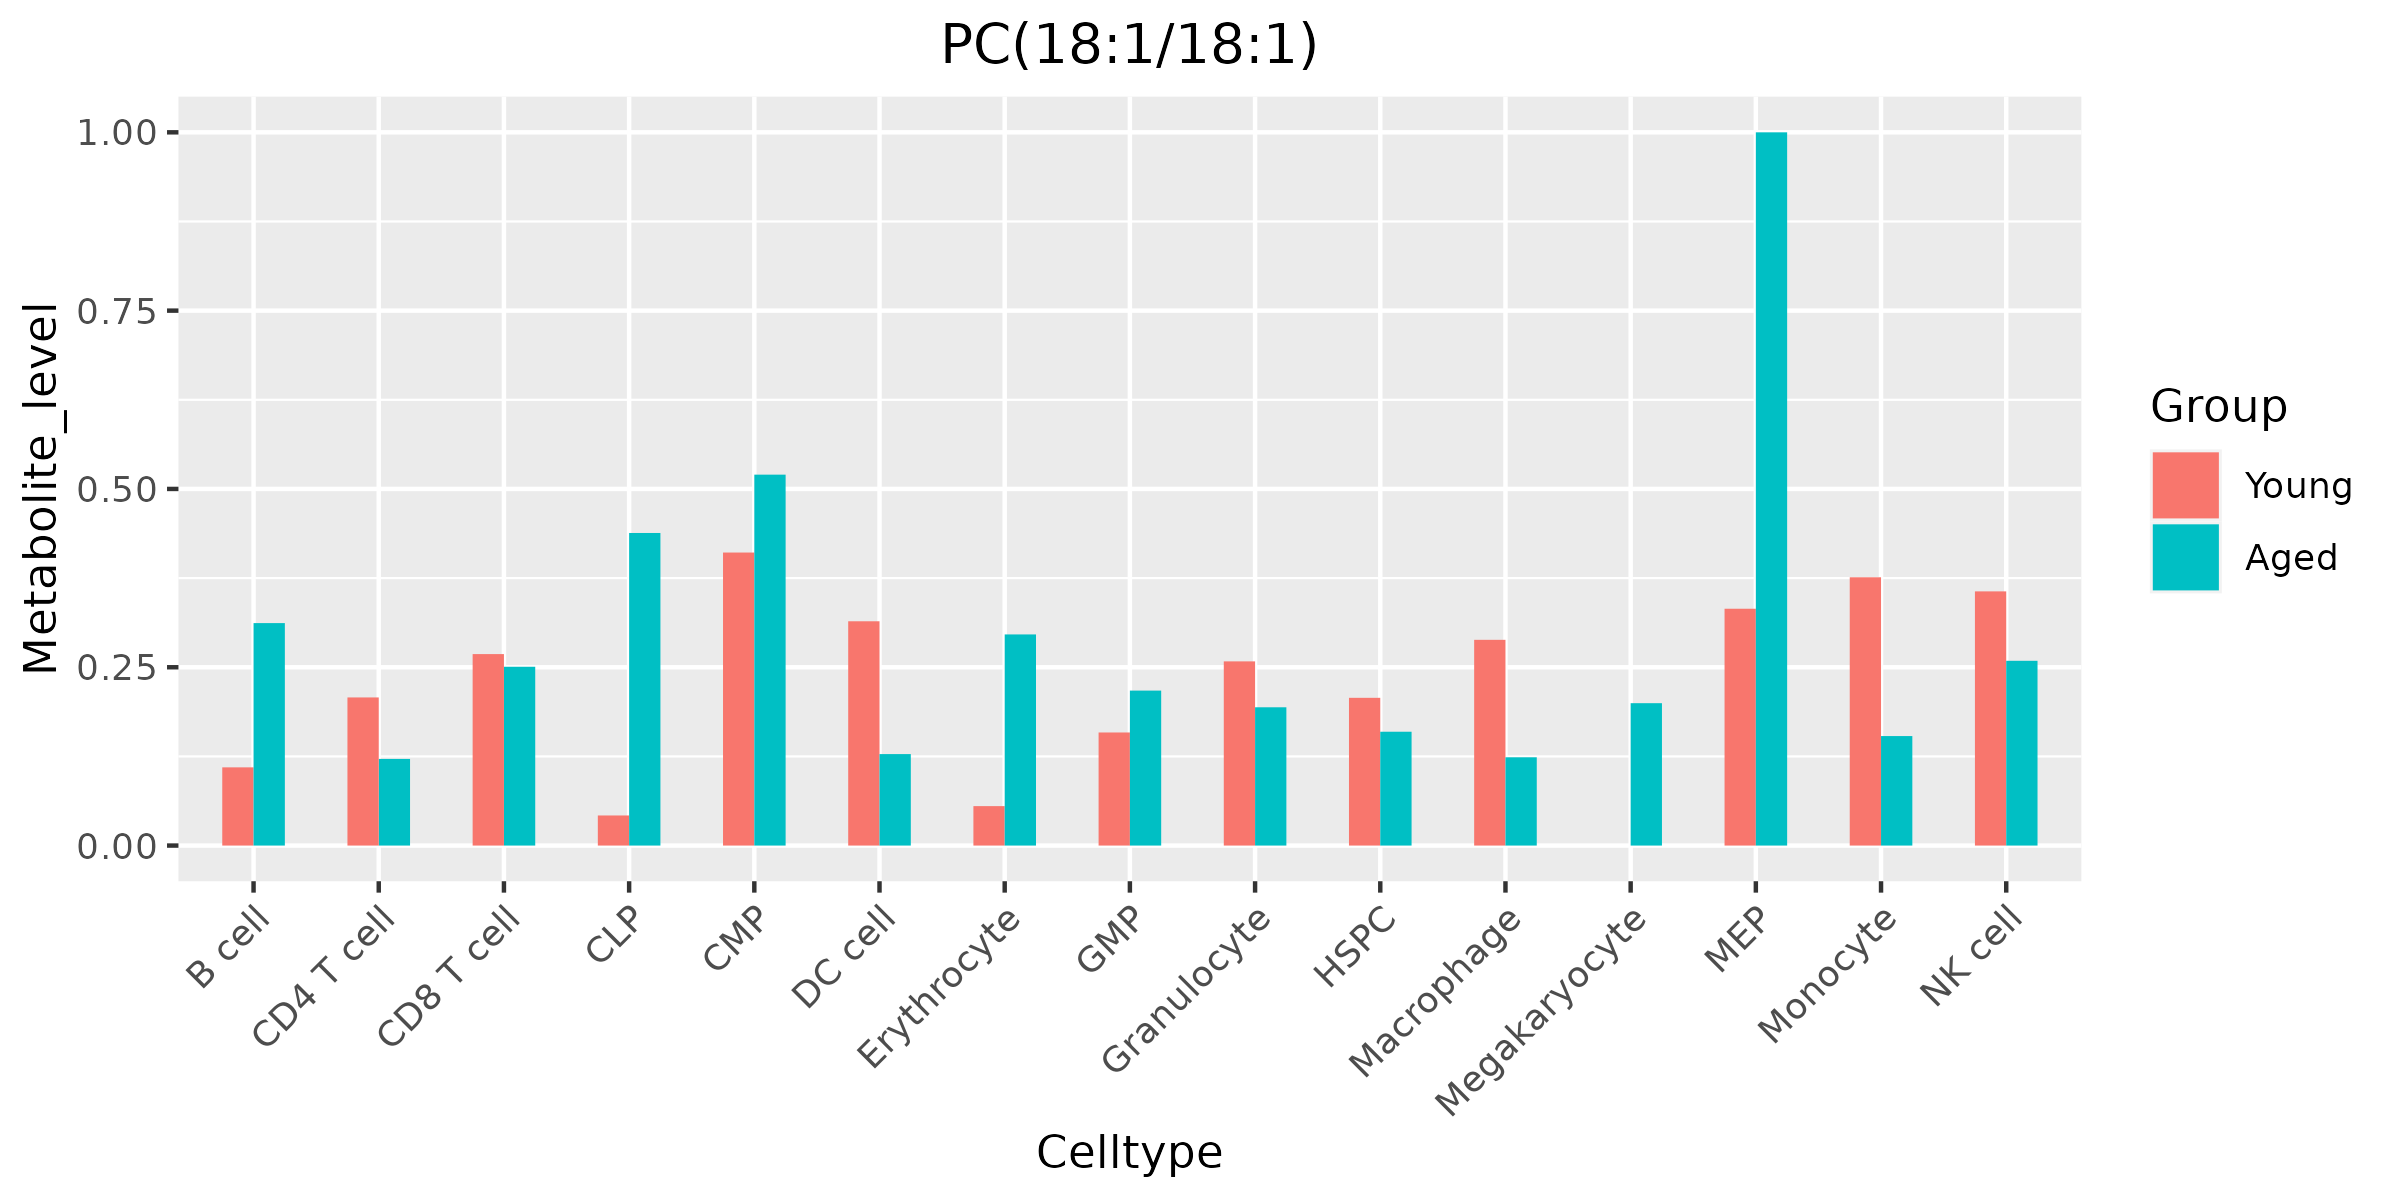 PC(18:1/18:1)
Metabolite_level
1.00
0.75
0.50
0.25
0.00
B cell
CD4 T cell
CD8 T cell
CLP
CMP
DC cell
Erythrocyte
GMP
Granulocyte
HSPC
Macrophage
Megakaryocyte
MEP
Monocyte
NK cell
Celltype
Group
Young
Aged